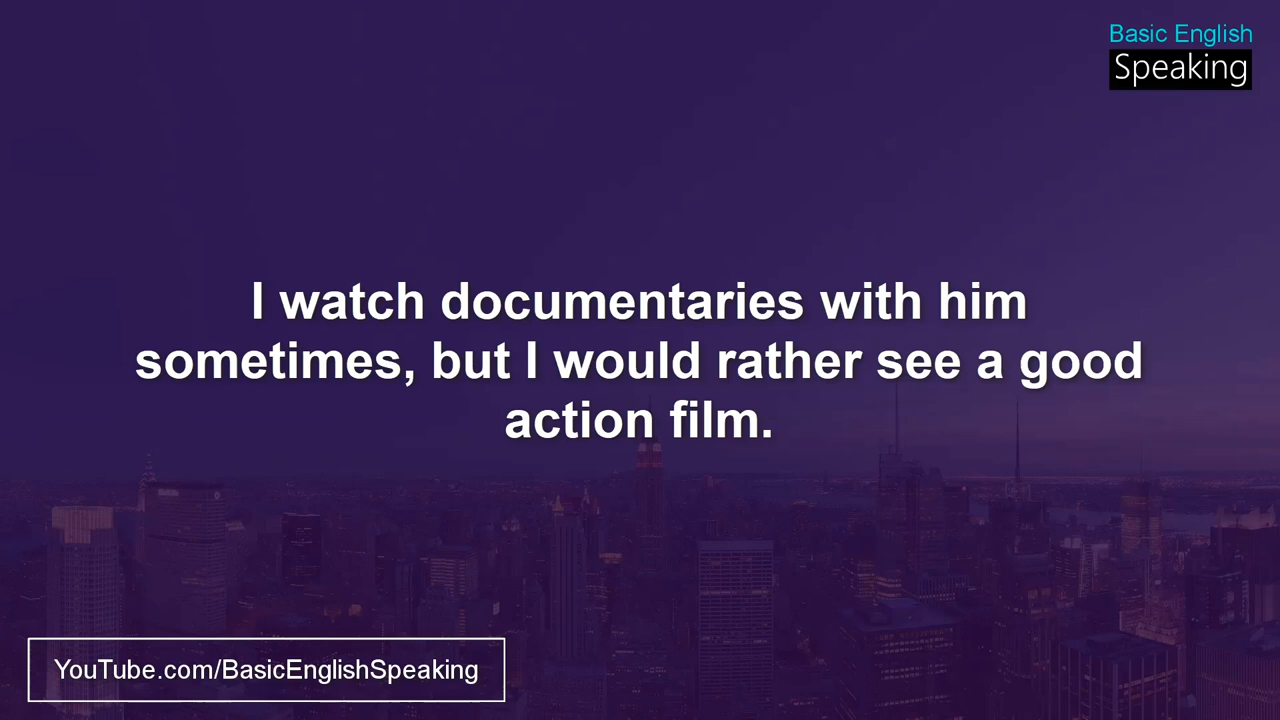 Basic English
Speaking
I watch documentaries with him
sometimes, but I would rather see a good
action film.
YouTube.com/BasicEnglishSpeaking